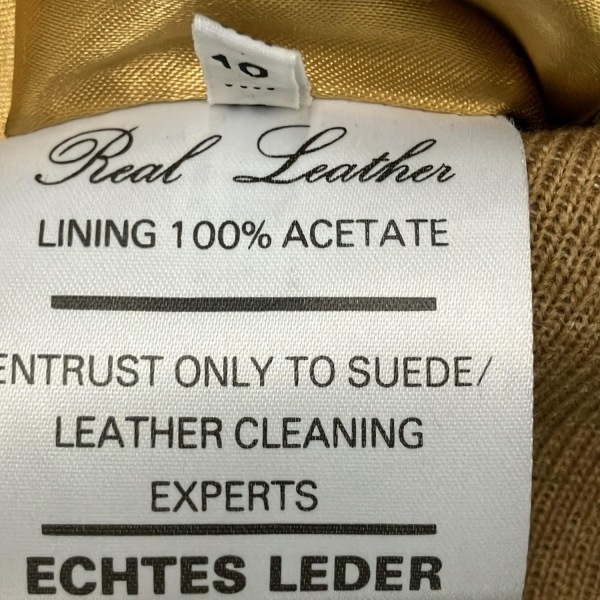 10
Real Leather
LINING 100% ACETATE
ENTRUST ONLY TO SUEDE/
LEATHER CLEANING
EXPERTS
ECHTES LEDER